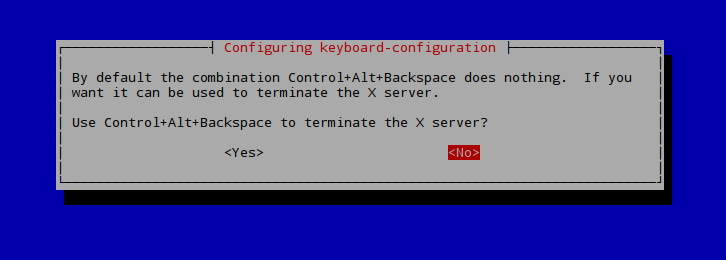 Configuring keyboard-configuration
By default the combination Control+Alt+Backspace does nothing.  If you
want it can be used to terminate the X server.
Use Control+Alt+Backspace to terminate the X server?
<Yes> <No>